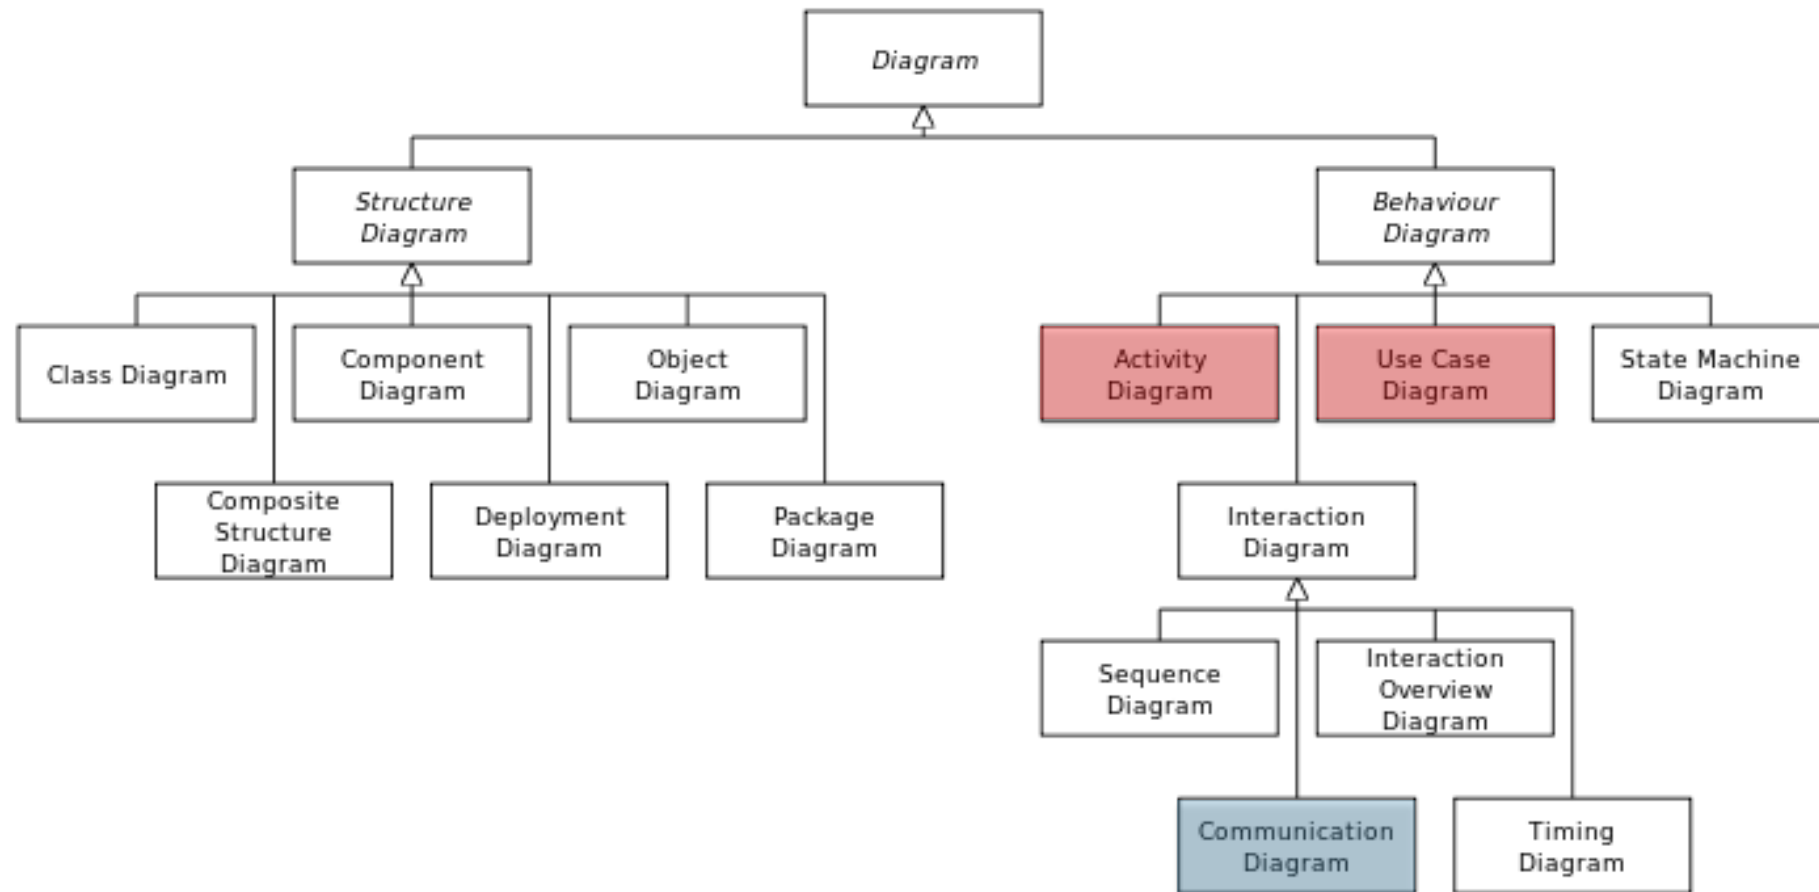 Diagram
Structure
Diagram
Behaviour
Diagram
Class Diagram
Component
Diagram
Object
Diagram
Activity
Diagram
Use Case
Diagram
State Machine
Diagram
Composite
Structure
Diagram
Deployment
Diagram
Package
Diagram
Interaction
Diagram
Sequence
Diagram
Interaction
Overview
Diagram
Communication
Diagram
Timing
Diagram